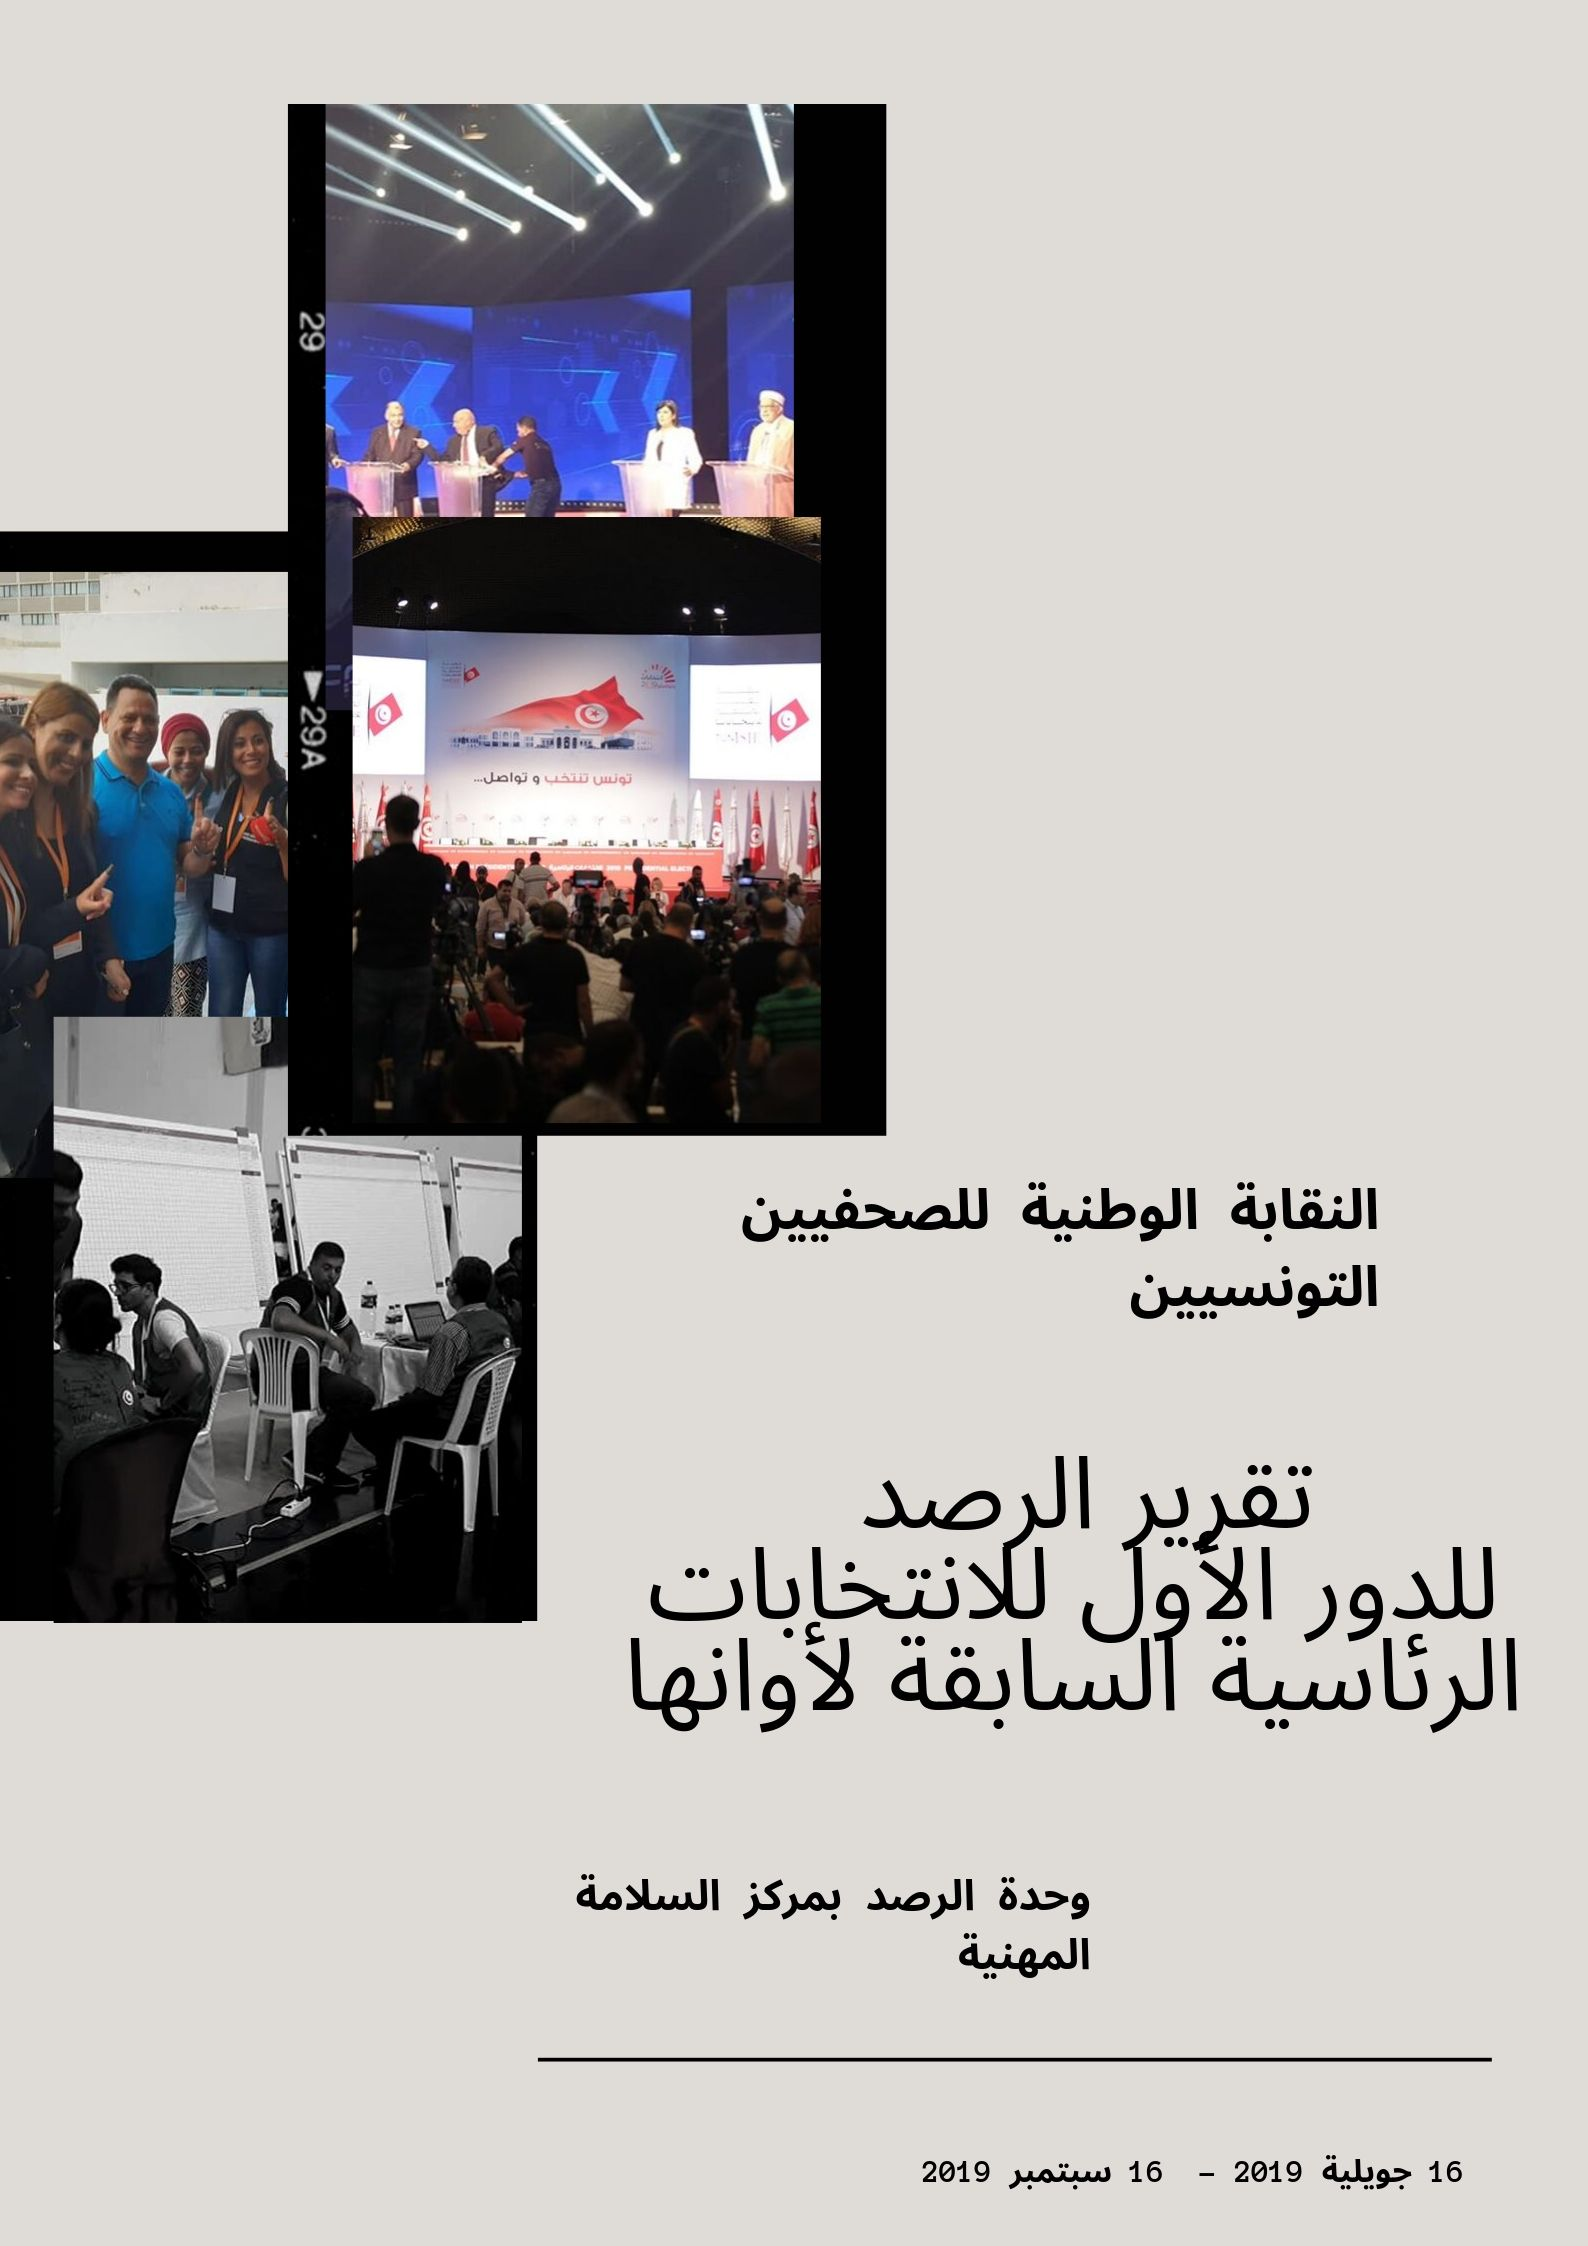 29
29A
تونس تنتخب و تواصل...
النقابة الوطنية للصحفيين
التونسيين
تقرير الرصد
للدور الأول للانتخابات
الرئاسية السابقة لأوانها
وحدة الرصد بمركز السلامة
المهنية
16 جويلية 2019 – 16 سبتمبر 2019